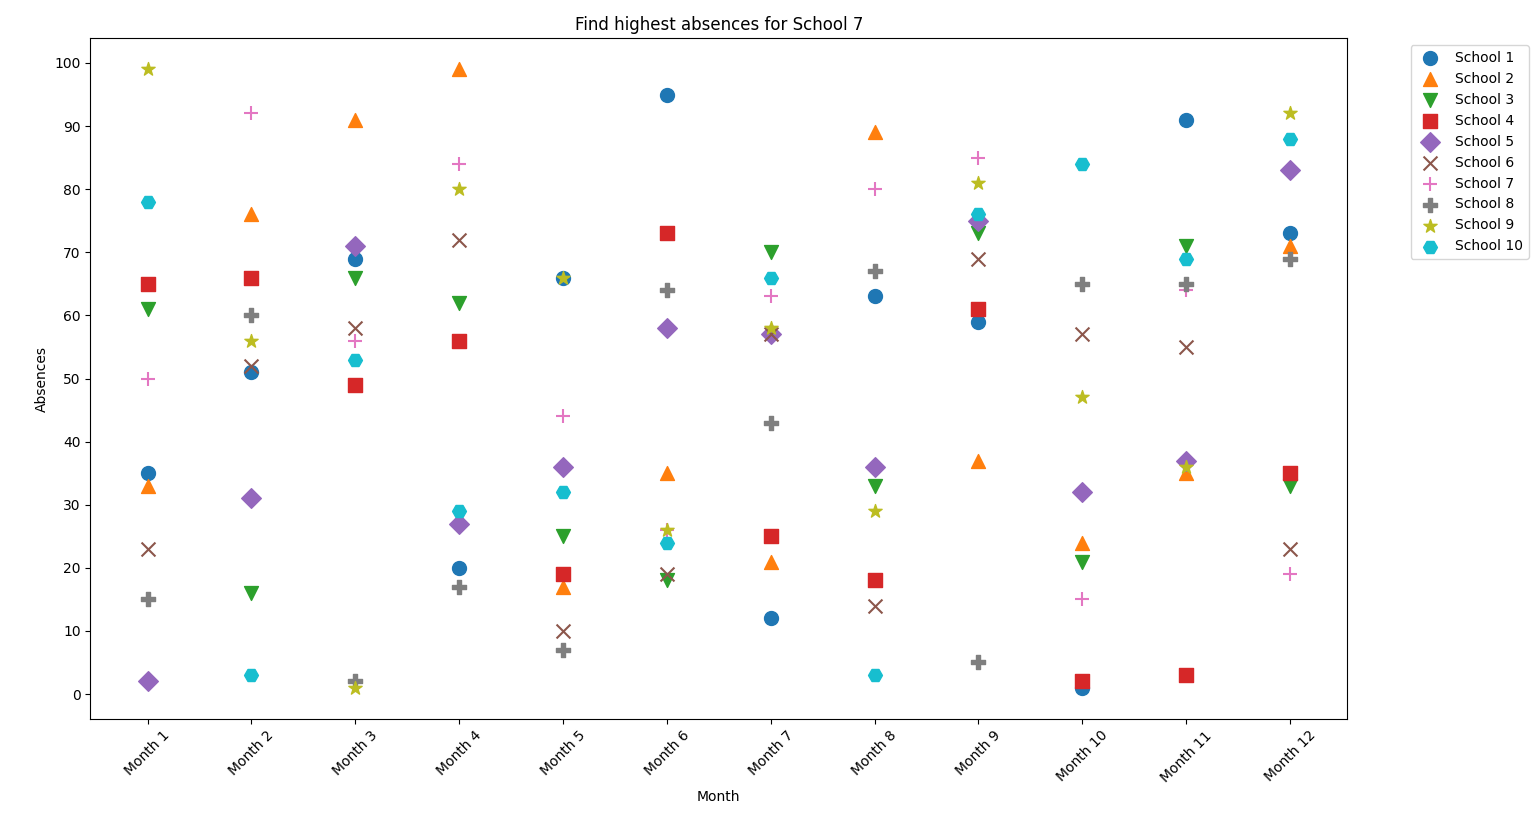 Find highest absences for School 7
100
90
80
70
60
50
40
30
20
10
0
Absences
Month 1
Month 2
Month 3
Month 4
Month 5
Month 6
Month 7
Month 8
Month 9
Month 10
Month 11
Month 12
Month
School 1
School 2
School 3
School 4
School 5
School 6
School 7
School 8
School 9
School 10